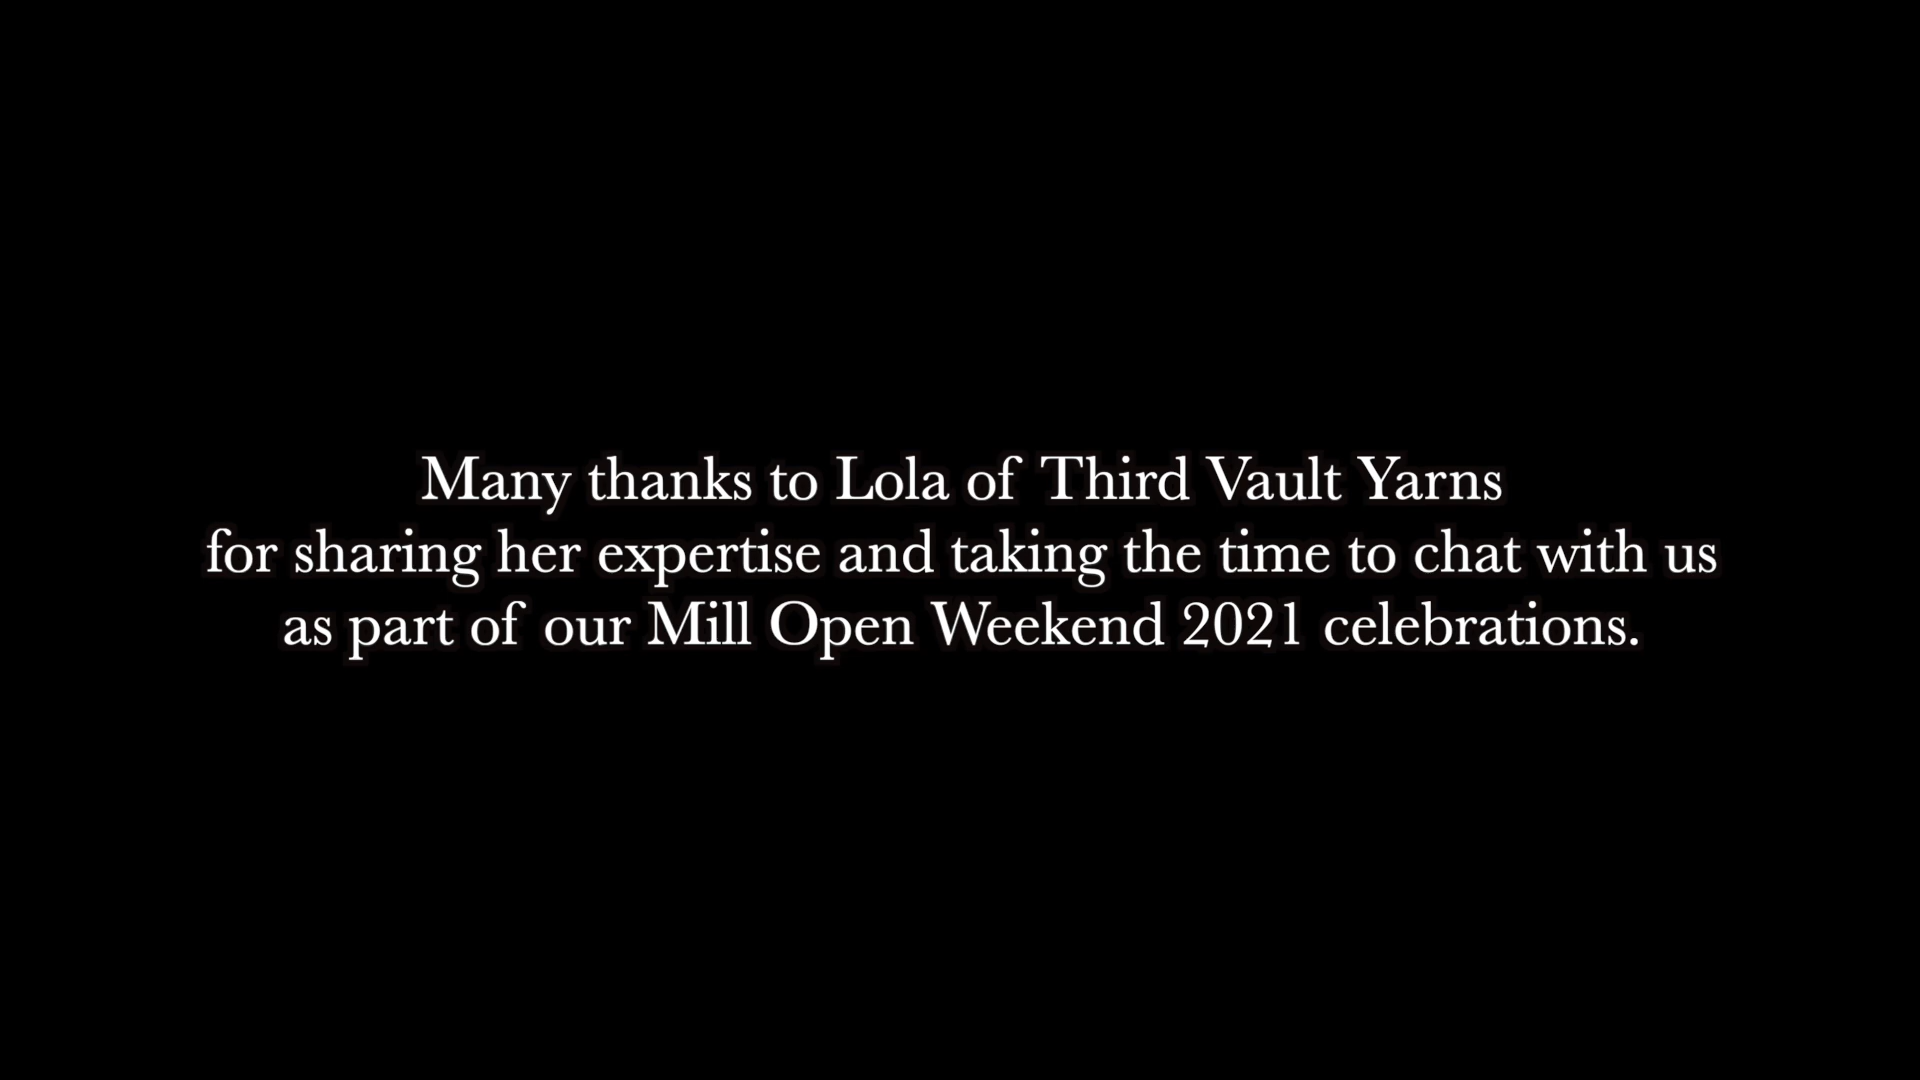 Many thanks to Lola of Third Vault Yarns
for sharing her expertise and taking the time to chat with us
as part of our Mill Open Weekend 2021 celebrations.